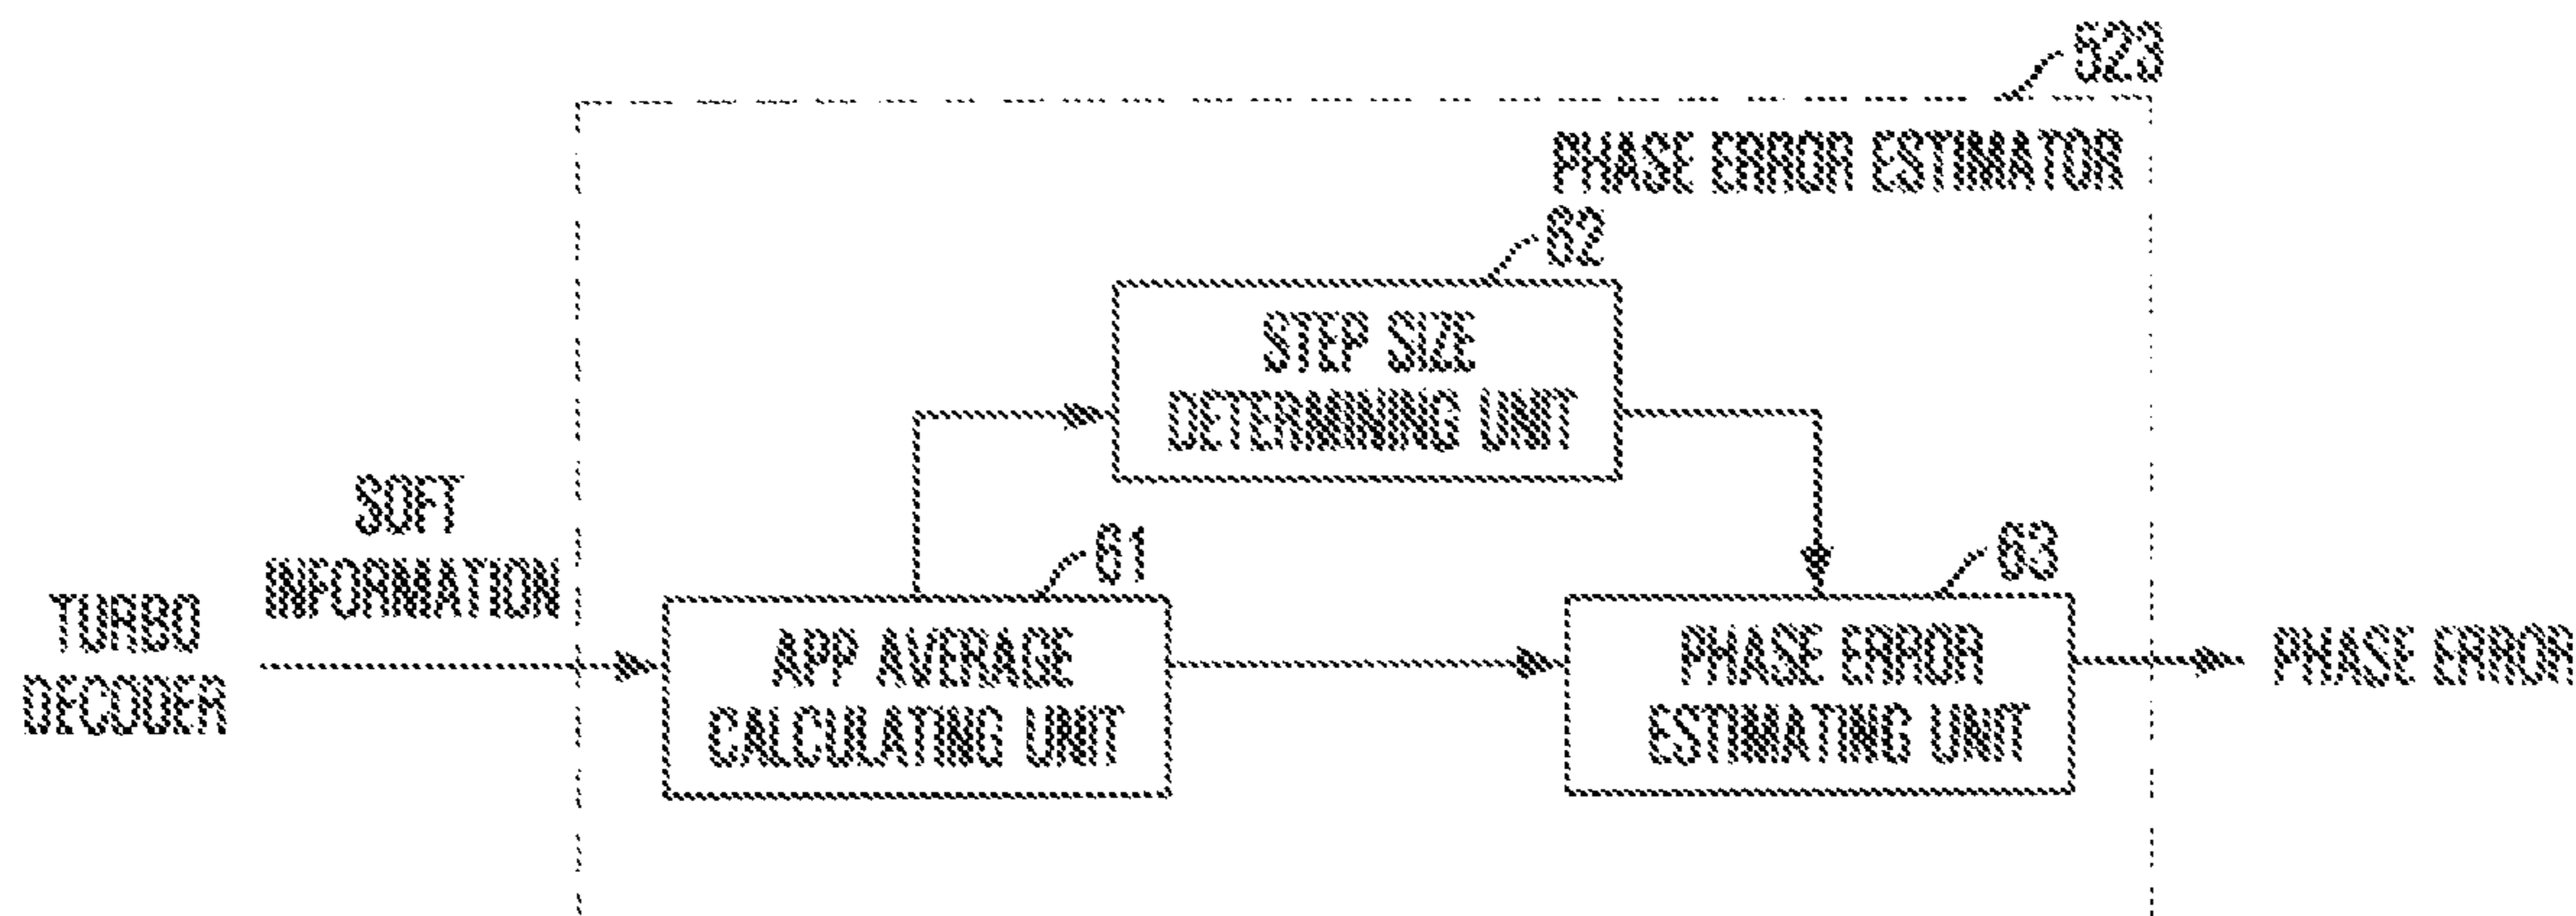 523
PHASE ERROR ESTIMATOR
62
STEP SIZE
DETERMINING UNIT
SOFT
INFORMATION
61
63
TURBO
DECODER
APP AVERAGE
CALCULATING UNIT
PHASE ERROR
ESTIMATING UNIT
PHASE ERROR